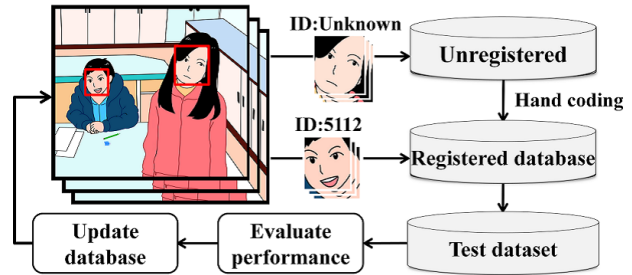 ID:Unknown
Unregistered
Hand coding
ID:5112
Registered database
Update
database
Evaluate
performance
Test dataset